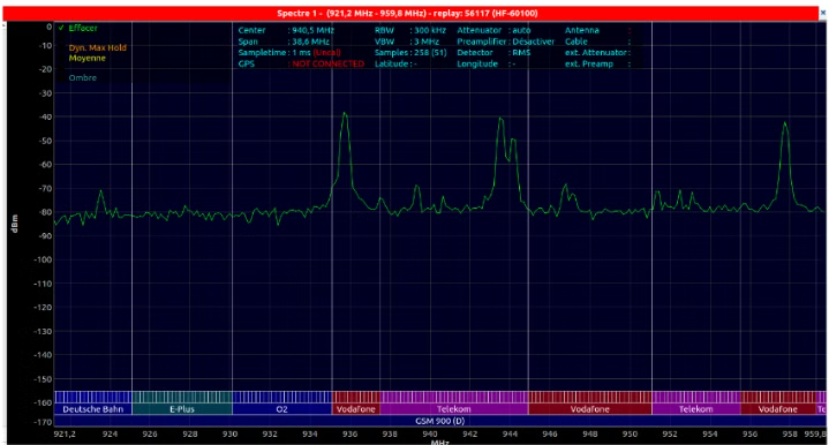 Spectre 1 - (921,2 MHz - 959,8 MHz) - replay: 56117 (HF-60100)
✓ Effacer
Dyn. Max Hold
Moyenne
Ombre
Center : 940,5 MHz RBW : 300 kHz Attenuator : auto Antenna :
Span : 38,6 MHz VBW : 3 MHz Preamplifier : Désactiver Cable :
Sampletime : 1 ms (Uncal) Samples : 258 (51) Detector : RMS ext. Attenuator :
GPS : NOT CONNECTED Latitude : - Longitude : - ext. Preamp :
0
-10
-20
-30
-40
-50
-60
-70
-80
-90
-100
-110
-120
-130
-140
-150
-160
-170
dBm
Deutsche Bahn E-Plus O2 Vodafone Telekom Vodafone Telekom Vodafone Te
GSM 900 (D)
921,2 924 926 928 930 932 934 936 938 940 942 944 946 948 950 952 954 956 958 959,8
MHz